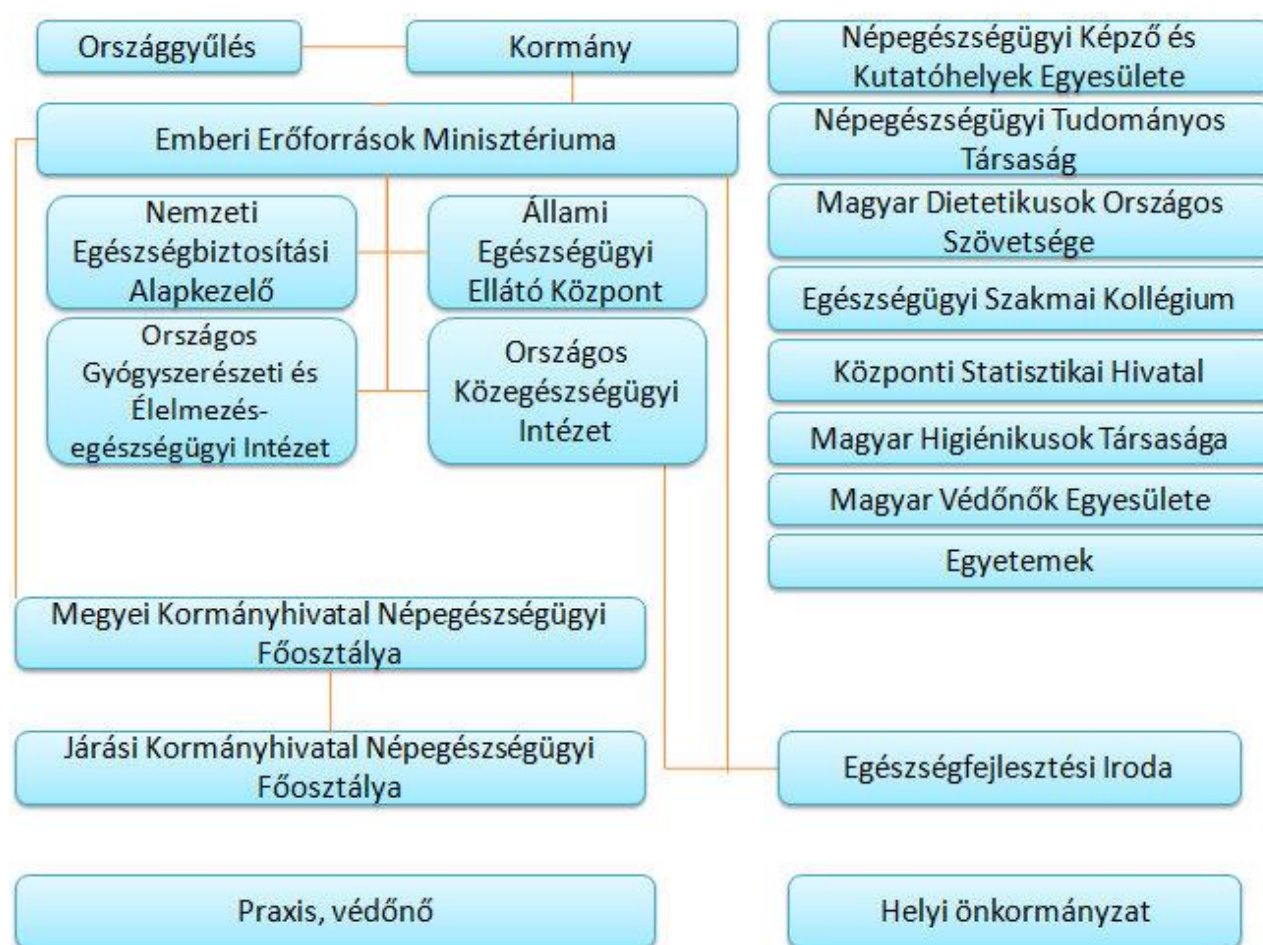 Országgyűlés
Kormány
Emberi Erőforrások Minisztériuma
Nemzeti
Egészségbiztosítási
Alapkezelő
Állami
Egészségügyi
Ellátó Központ
Országos
Gyógyszerészeti és
Élelmezés-
egészségügyi Intézet
Országos
Közegészségügyi
Intézet
Megyei Kormányhivatal Népegészségügyi
Főosztálya
Járási Kormányhivatal Népegészségügyi
Főosztálya
Praxis, védőnő
Népegészségügyi Képző és
Kutatóhelyek Egyesülete
Népegészségügyi Tudományos
Társaság
Magyar Dietetikusok Országos
Szövetsége
Egészségügyi Szakmai Kollégium
Központi Statisztikai Hivatal
Magyar Higiénikusok Társasága
Magyar Védőnők Egyesülete
Egyetemek
Egészségfejlesztési Iroda
Helyi önkormányzat